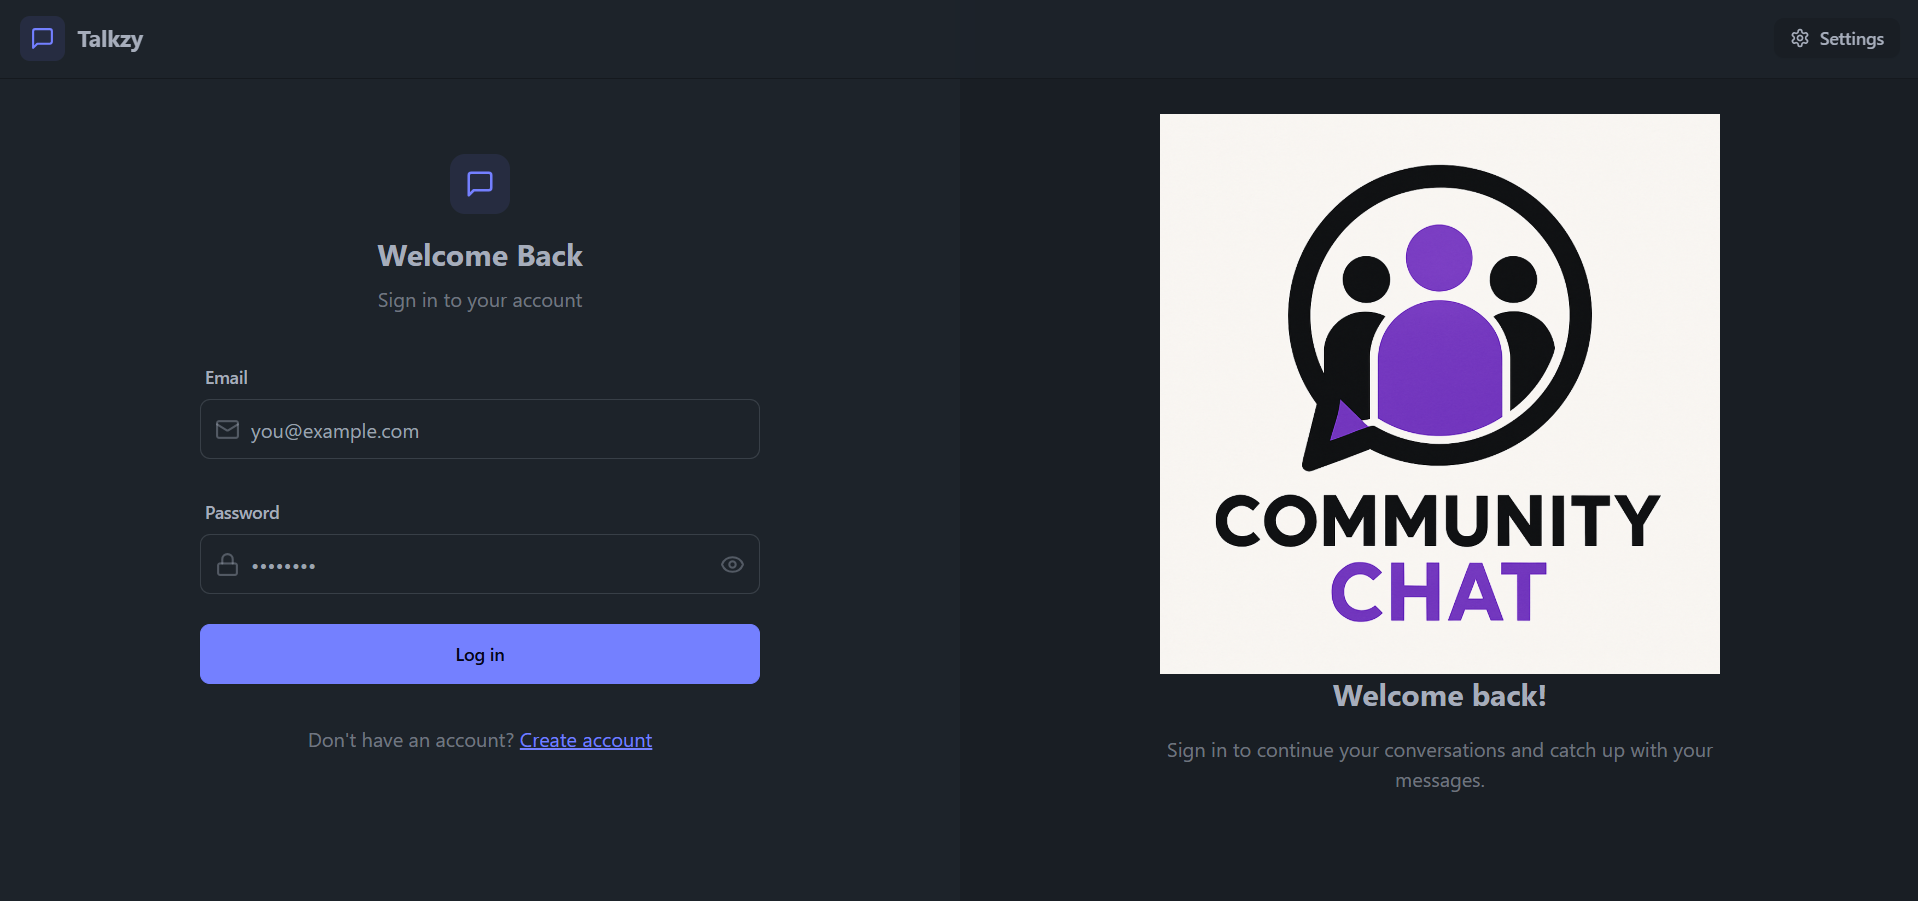 Talkzy
Settings
Welcome Back
Sign in to your account
Email
you@example.com
Password
••••••••
Log in
Don't have an account? Create account
COMMUNITY
CHAT
Welcome back!
Sign in to continue your conversations and catch up with your
messages.